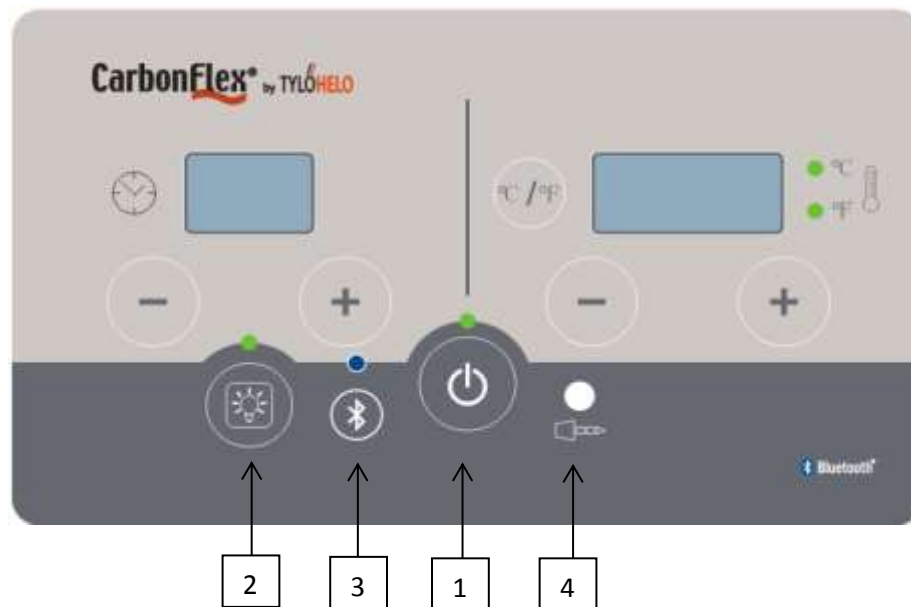 CarbonFlex® by TYLÖHELO
°C /°F
°C
°F
− + − +
Bluetooth®
2 3 1 4